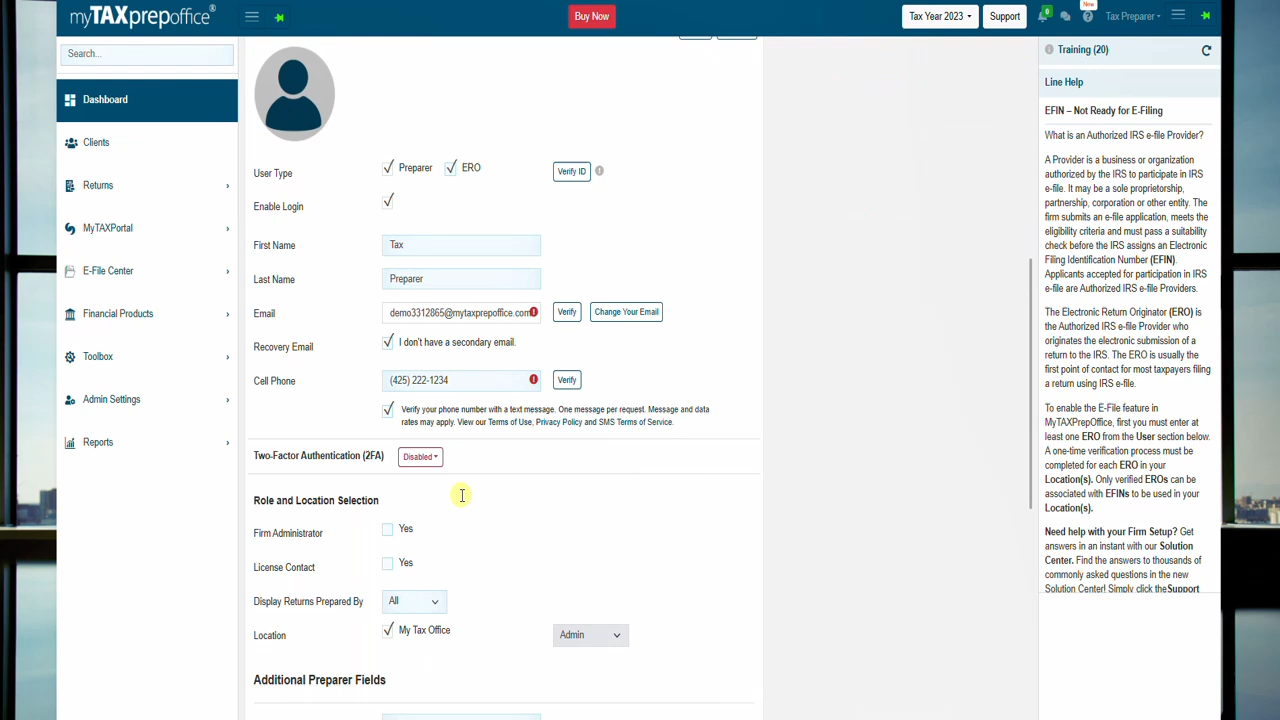 myTAXprepoffice®
Buy Now
Tax Year 2023
Support
0
New
Tax Preparer
Search...
Dashboard
Clients
Returns
MyTAXPortal
E-File Center
Financial Products
Toolbox
Admin Settings
Reports
User Type
Preparer
ERO
Verify ID
Enable Login
First Name
Tax
Last Name
Preparer
Email
demo3312865@mytaxprepoffice.com
Verify
Change Your Email
Recovery Email
I don't have a secondary email.
Cell Phone
(425) 222-1234
Verify
Verify your phone number with a text message. One message per request. Message and data
rates may apply. View our Terms of Use, Privacy Policy and SMS Terms of Service.
Two-Factor Authentication (2FA)
Disabled
Role and Location Selection
Firm Administrator
Yes
License Contact
Yes
Display Returns Prepared By
All
Location
My Tax Office
Admin
Additional Preparer Fields
Training (20)
Line Help
EFIN – Not Ready for E-Filing
What is an Authorized IRS e-file Provider?
A Provider is a business or organization
authorized by the IRS to participate in IRS
e-file. It may be a sole proprietorship,
partnership, corporation or other entity. The
firm submits an e-file application, meets the
eligibility criteria and must pass a suitability
check before the IRS assigns an Electronic
Filing Identification Number (EFIN).
Applicants accepted for participation in IRS
e-file are Authorized IRS e-file Providers.
The Electronic Return Originator (ERO) is
the Authorized IRS e-file Provider who
originates the electronic submission of a
return to the IRS. The ERO is usually the
first point of contact for most taxpayers filing
a return using IRS e-file.
To enable the E-File feature in
MyTAXPrepOffice, first you must enter at
least one ERO from the User section below.
A one-time verification process must be
completed for each ERO in your
Location(s). Only verified EROs can be
associated with EFINs to be used in your
Location(s).
Need help with your Firm Setup? Get
answers in an instant with our Solution
Center. Find the answers to thousands of
commonly asked questions in the new
Solution Center! Simply click the Support